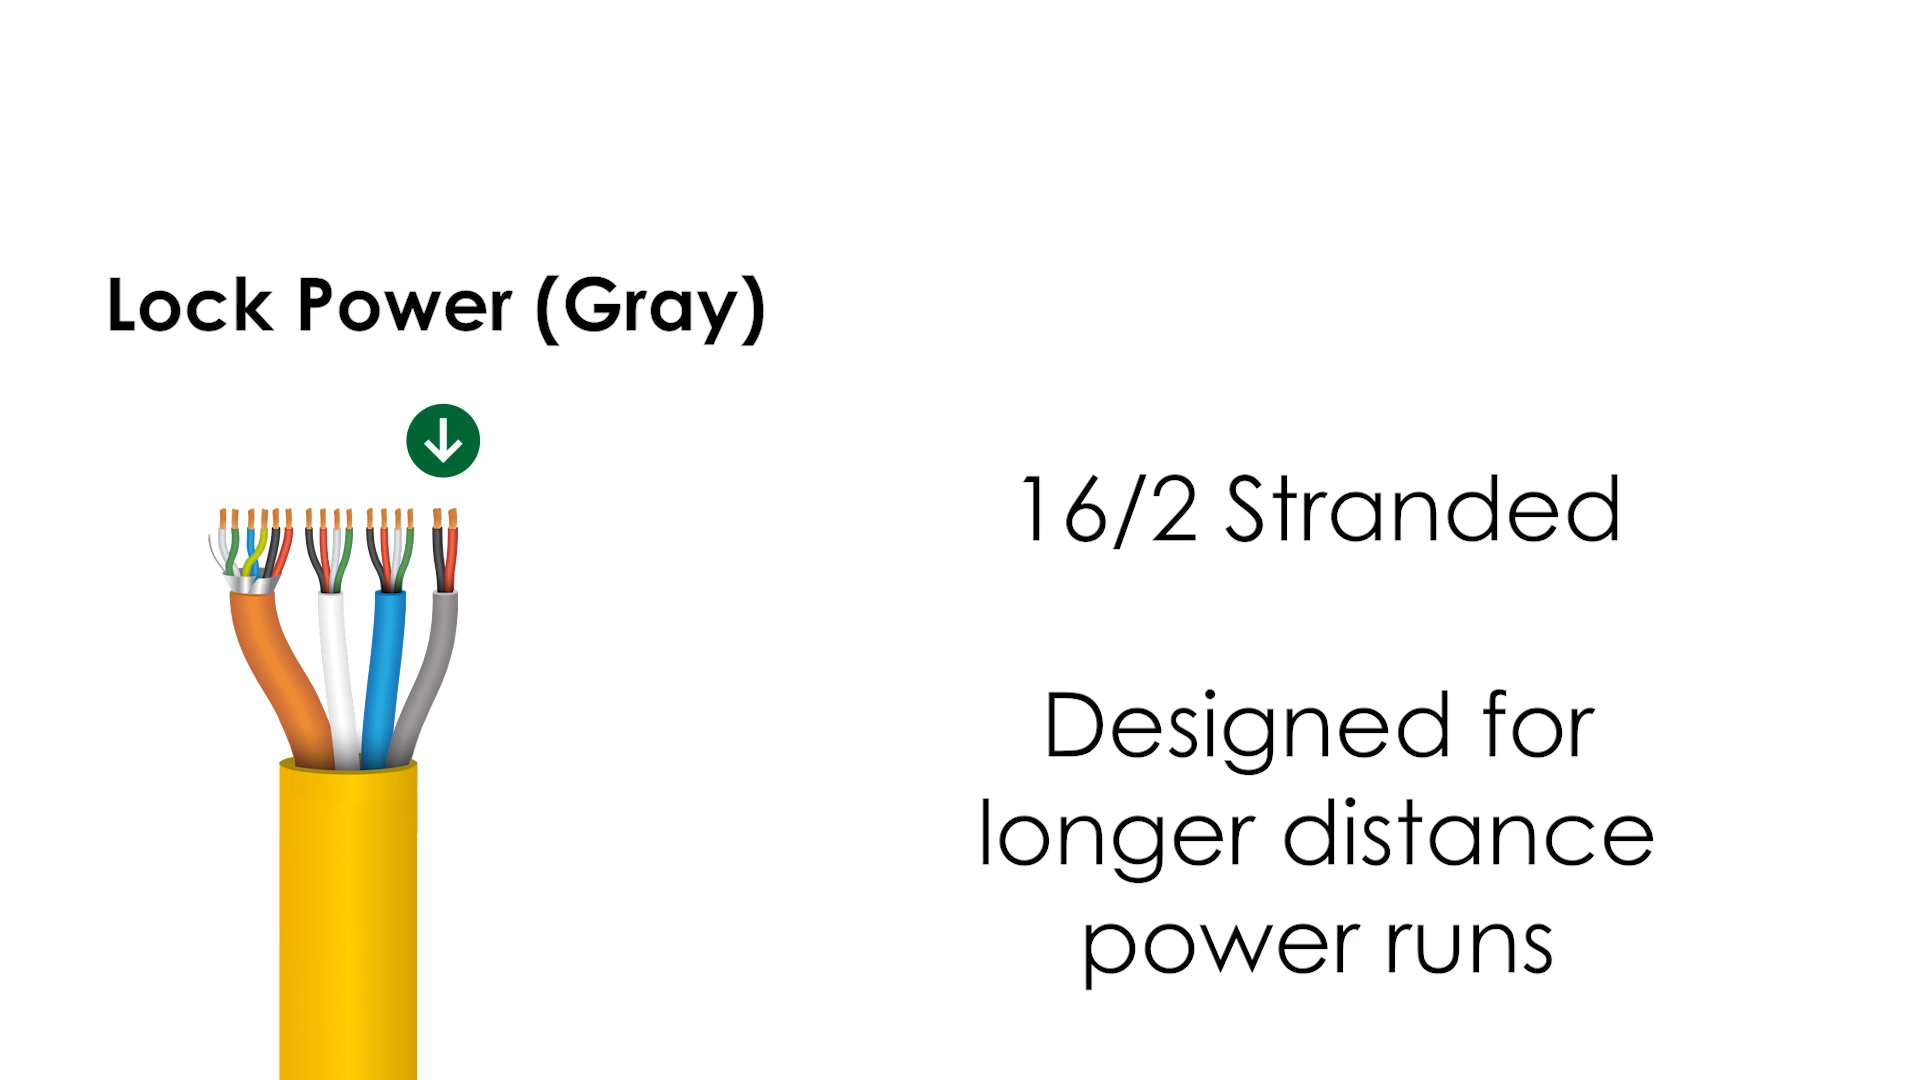 Lock Power (Gray)
16/2 Stranded
Designed for
longer distance
power runs